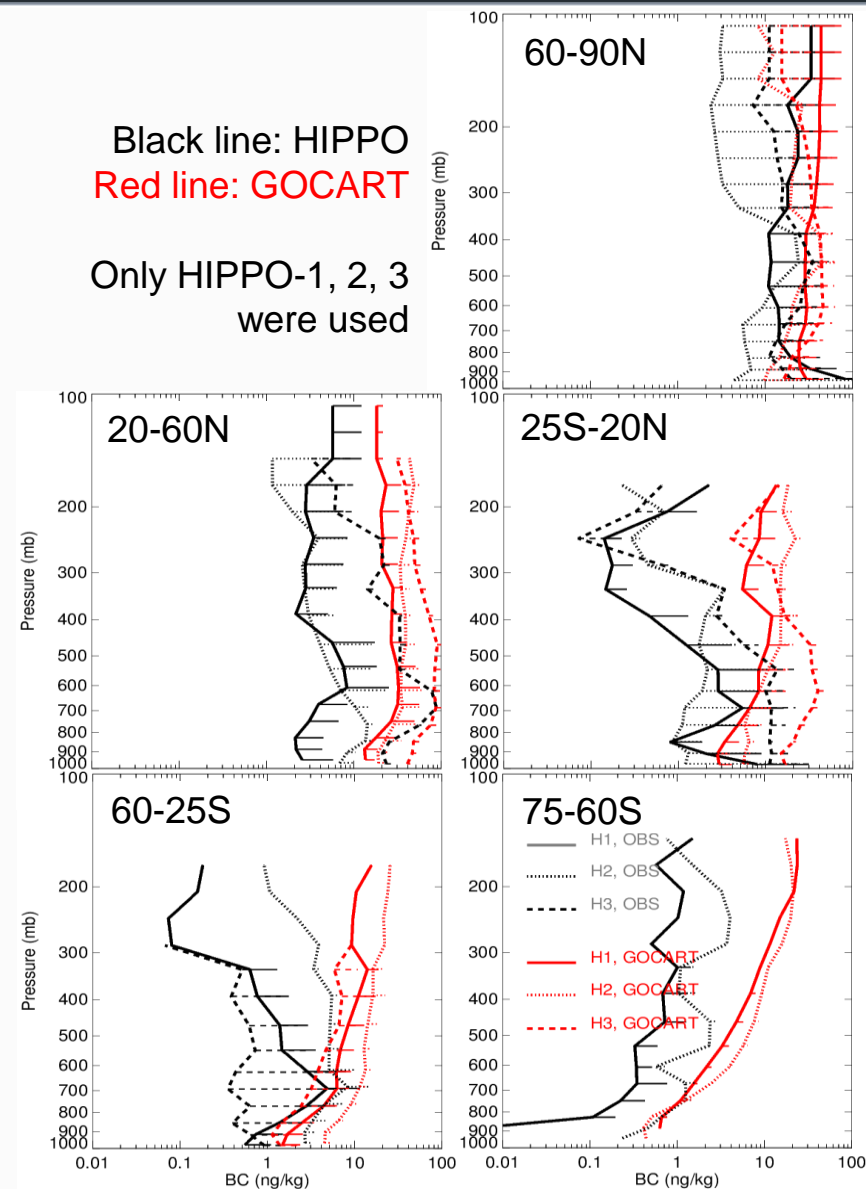 Black line: HIPPO
Red line: GOCART
Only HIPPO-1, 2, 3
were used
60-90N
Pressure (mb)
100
200
300
400
500
600
700
800
900
1000
20-60N
Pressure (mb)
100
200
300
400
500
600
700
800
900
1000
25S-20N
100
200
300
400
500
600
700
800
900
1000
60-25S
Pressure (mb)
100
200
300
400
500
600
700
800
900
1000
0.01 0.1 1 10 100
BC (ng/kg)
75-60S
100
200
300
400
500
600
700
800
900
1000
H1, OBS
H2, OBS
H3, OBS
H1, GOCART
H2, GOCART
H3, GOCART
0.01 0.1 1 10 100
BC (ng/kg)